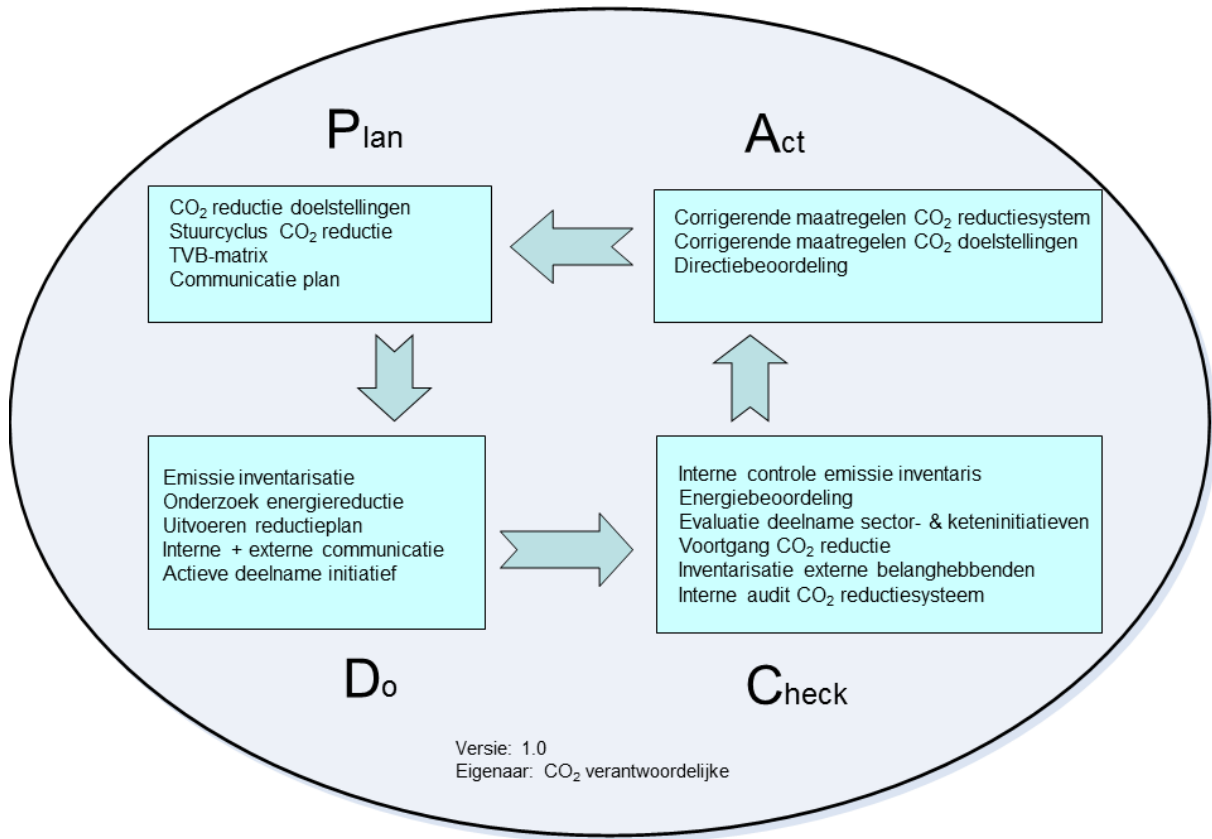 Plan
Act
CO₂ reductie doelstellingen
Stuurcyclus CO₂ reductie
TVB-matrix
Communicatie plan
Corrigerende maatregelen CO₂ reductiesystem
Corrigerende maatregelen CO₂ doelstellingen
Directiebeoordeling
Emissie inventarisatie
Onderzoek energiereductie
Uitvoeren reductieplan
Interne + externe communicatie
Actieve deelname initiatief
Interne controle emissie inventaris
Energiebeoordeling
Evaluatie deelname sector- & keteninitiatieven
Voortgang CO₂ reductie
Inventarisatie externe belanghebbenden
Interne audit CO₂ reductiesysteem
Do
Check
Versie: 1.0
Eigenaar: CO₂ verantwoordelijke